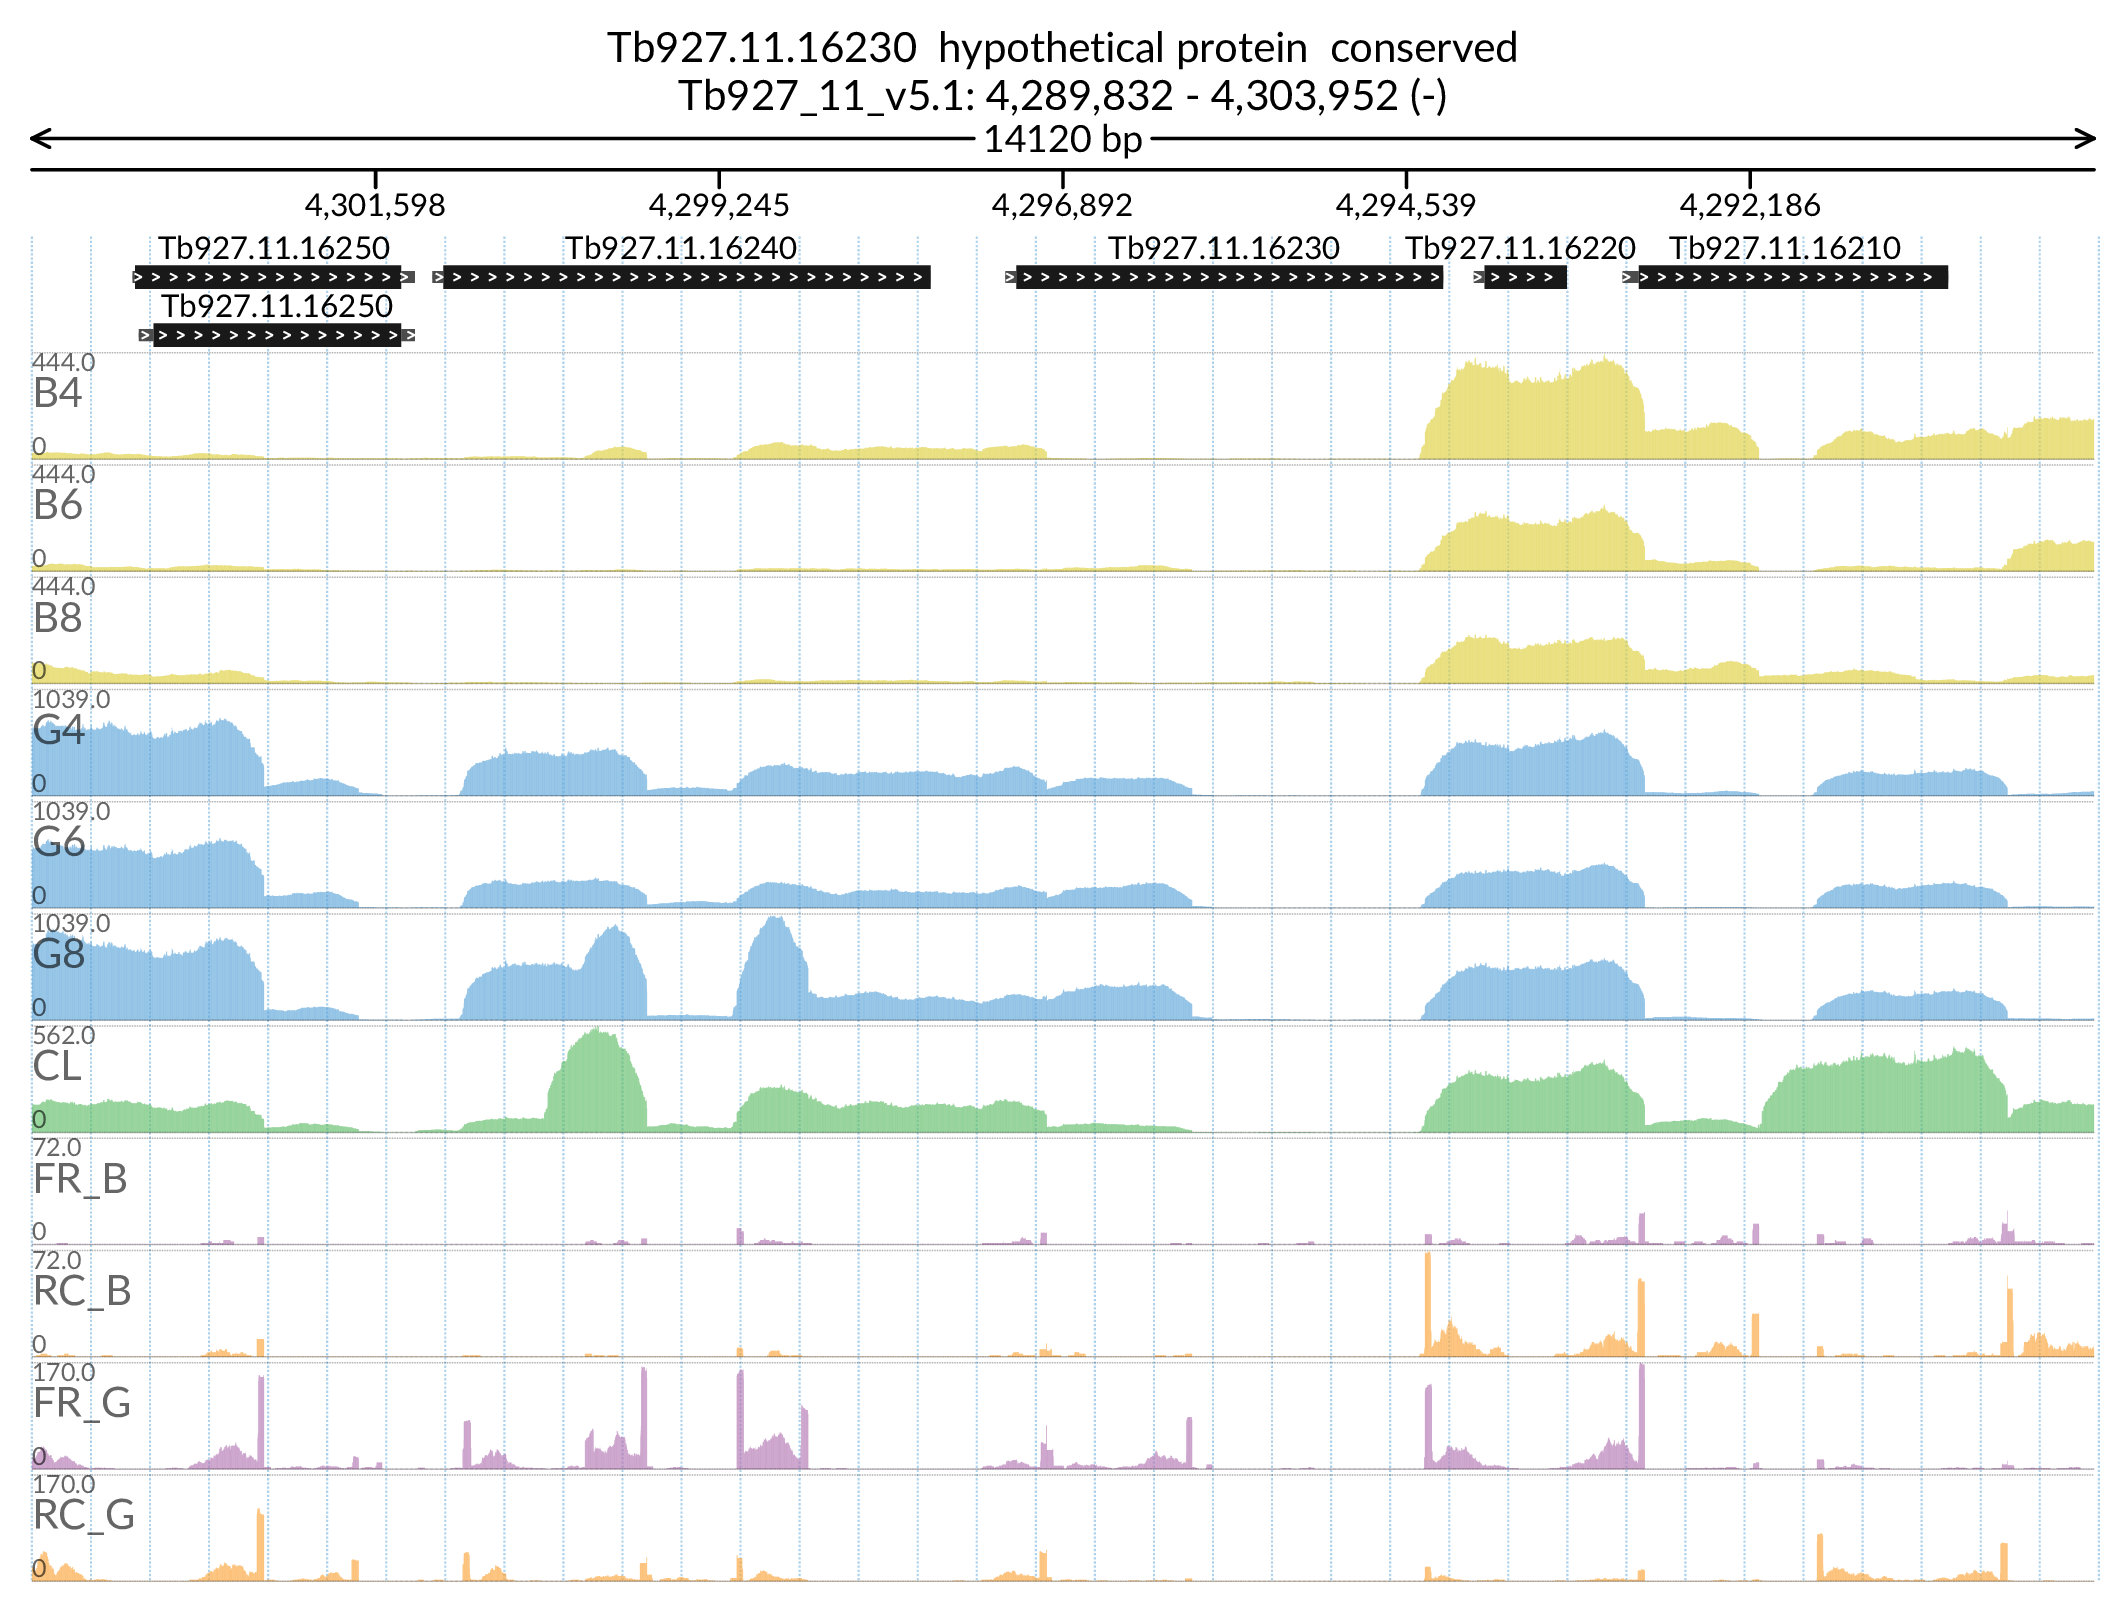 Tb927.11.16230 hypothetical protein conserved
Tb927_11_v5.1: 4,289,832 - 4,303,952 (-)
14120 bp
4,301,598 4,299,245 4,296,892 4,294,539 4,292,186
Tb927.11.16250 Tb927.11.16240 Tb927.11.16230 Tb927.11.16220 Tb927.11.16210
Tb927.11.16250
444.0
B4
0
444.0
B6
0
444.0
B8
0
1039.0
G4
0
1039.0
G6
0
1039.0
G8
0
562.0
CL
0
72.0
FR_B
0
72.0
RC_B
0
170.0
FR_G
0
170.0
RC_G
0